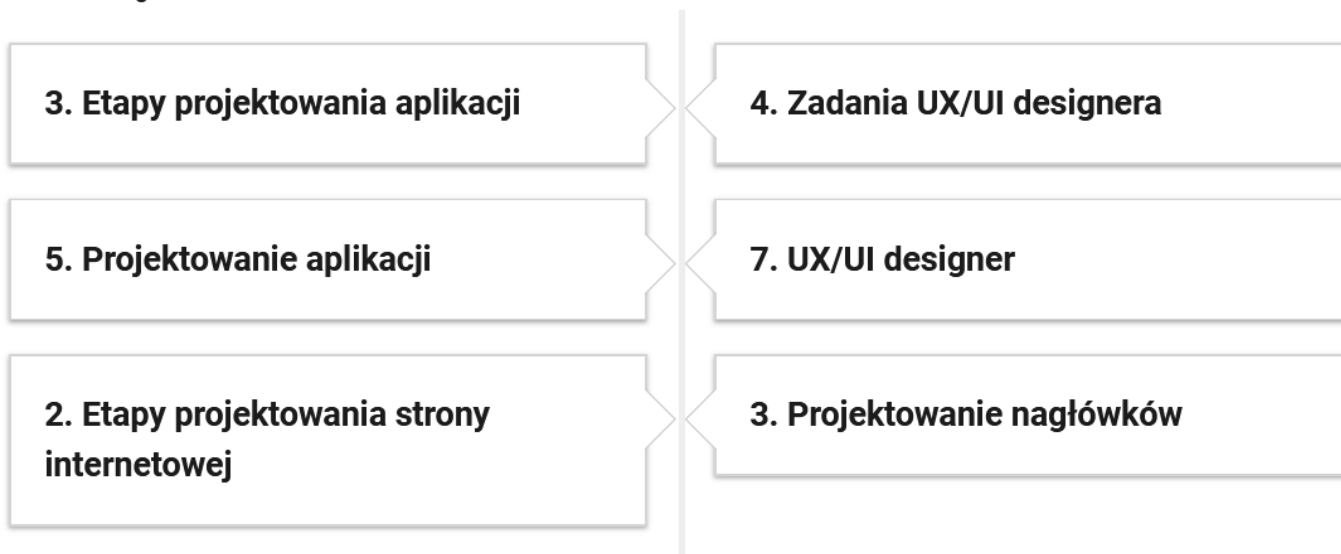 3. Etapy projektowania aplikacji
4. Zadania UX/UI designera
5. Projektowanie aplikacji
7. UX/UI designer
2. Etapy projektowania strony
internetowej
3. Projektowanie nagłówków